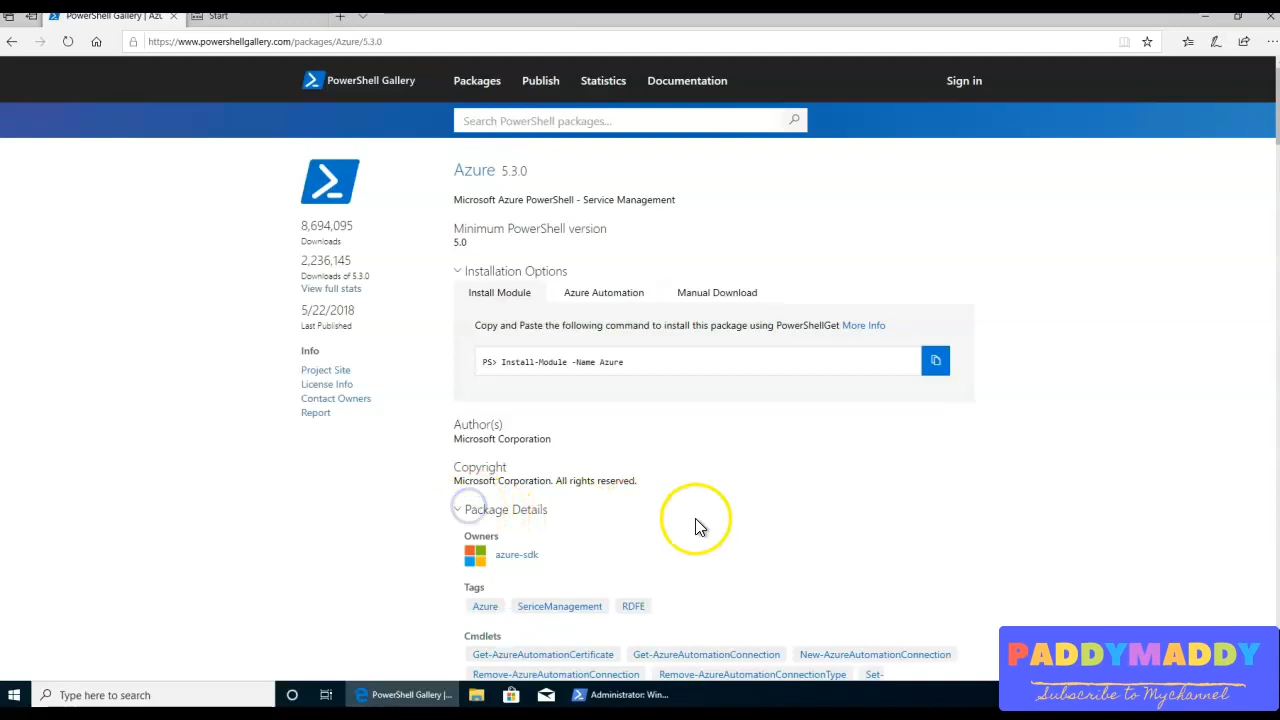 PowerShell Gallery | Azu
Start
https://www.powershellgallery.com/packages/Azure/5.3.0
PowerShell Gallery
Packages
Publish
Statistics
Documentation
Sign in
Search PowerShell packages...
Azure 5.3.0
Microsoft Azure PowerShell - Service Management
8,694,095
Downloads
2,236,145
Downloads of 5.3.0
View full stats
5/22/2018
Last Published
Info
Project Site
License Info
Contact Owners
Report
Minimum PowerShell version
5.0
Installation Options
Install Module
Azure Automation
Manual Download
Copy and Paste the following command to install this package using PowerShellGet More Info
PS> Install-Module -Name Azure
Author(s)
Microsoft Corporation
Copyright
Microsoft Corporation. All rights reserved.
Package Details
Owners
azure-sdk
Tags
Azure SericeManagement RDFE
Cmdlets
Get-AzureAutomationCertificate Get-AzureAutomationConnection New-AzureAutomationConnection
Remove-AzureAutomationConnection Remove-AzureAutomationConnectionType Set-
PADDYMADDY
Subscribe to Mychannel
Type here to search
PowerShell Gallery |...
Administrator: Win...